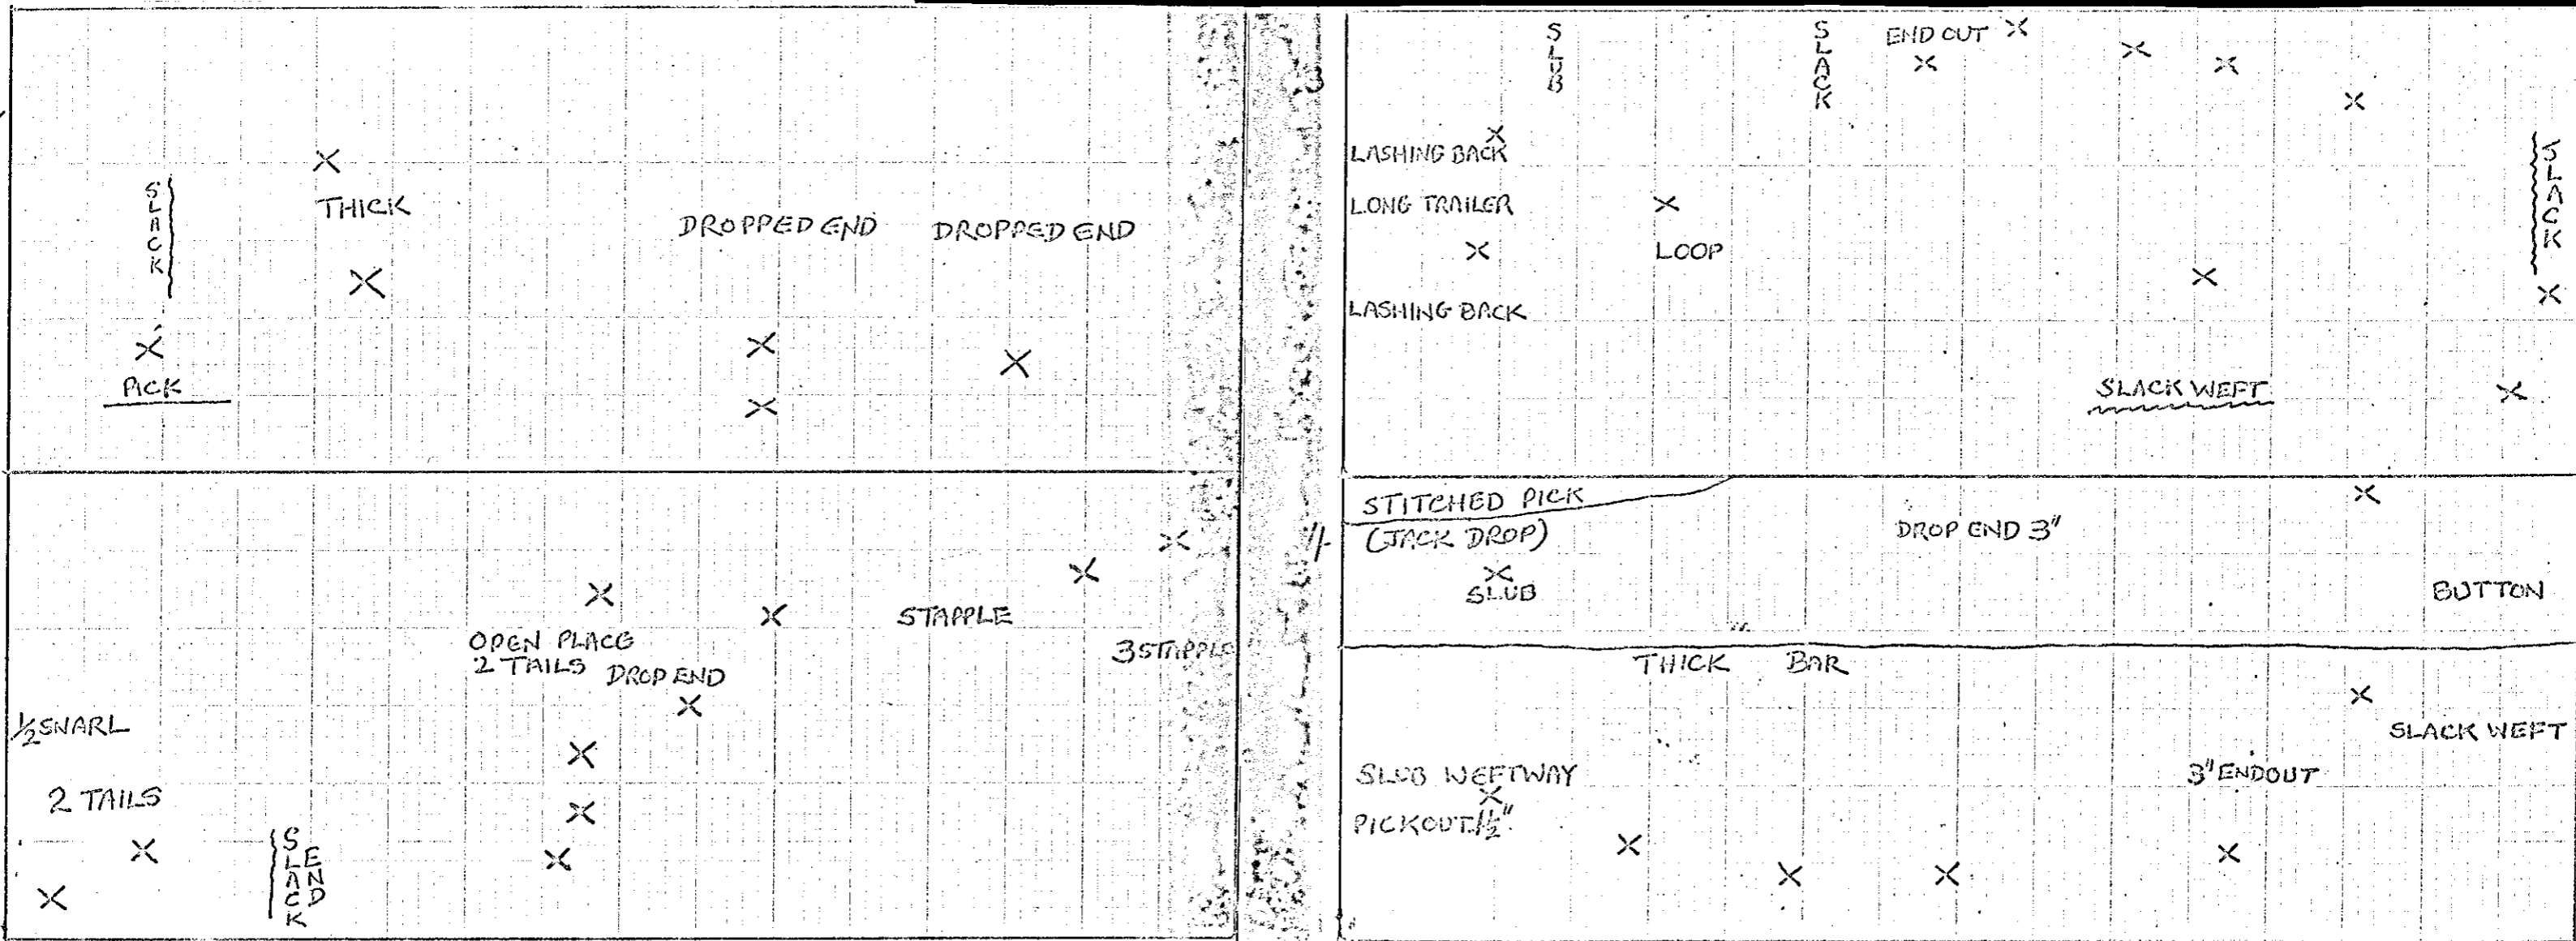 SLACK
THICK
DROPPED END
DROPPED END
PICK
STAPPLE
3 STAPPLE
OPEN PLACE
2 TAILS
DROP END
1/2 SNARL
2 TAILS
SLACK
END
SLUB
SLACK
END OUT
LASHING BACK
LONG TRAILER
LOOP
LASHING BACK
SLACK
SLACK WEFT
STITCHED PICK
(JACK DROP)
SLUB
DROP END 3"
BUTTON
THICK BAR
SLACK WEFT
SLUB WEFTWAY
PICKOUT 1½"
3" ENDOUT